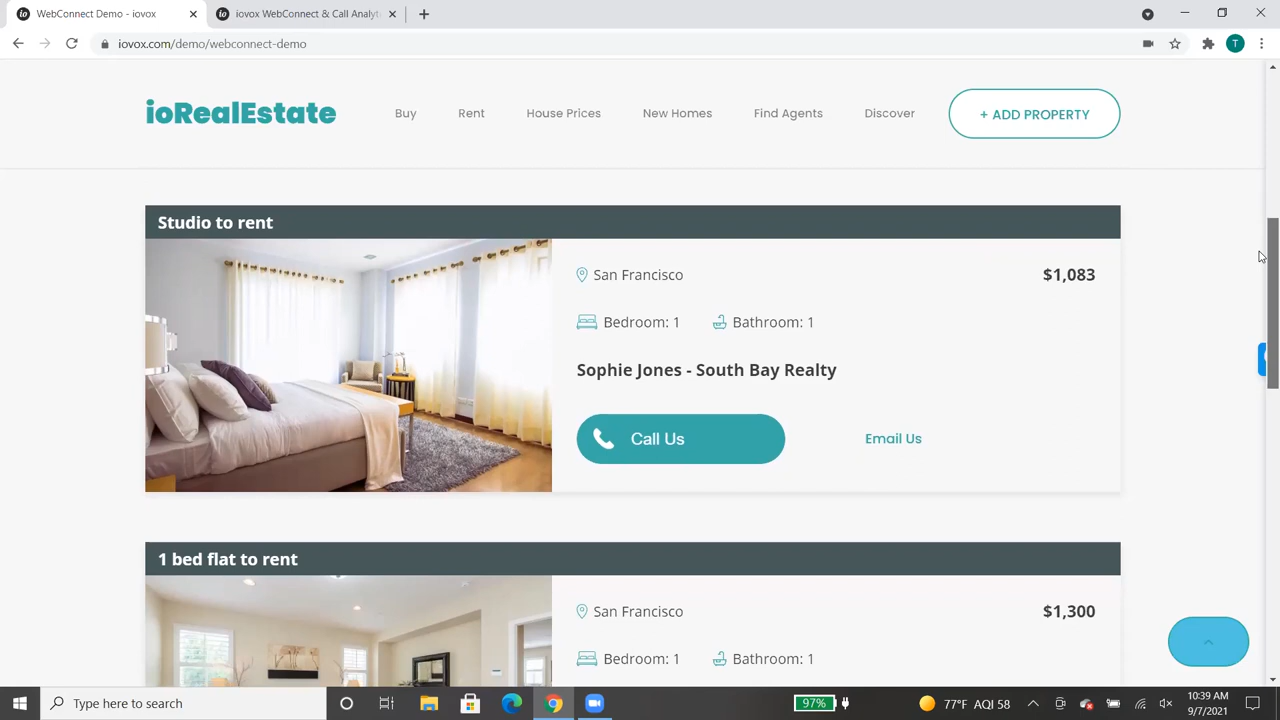 WebConnect Demo - iovox
iovox WebConnect & Call Analyt
iovox.com/demo/webconnect-demo
T
ioRealEstate
Buy
Rent
House Prices
New Homes
Find Agents
Discover
+ ADD PROPERTY
Studio to rent
San Francisco
$1,083
Bedroom: 1
Bathroom: 1
Sophie Jones - South Bay Realty
Call Us
Email Us
1 bed flat to rent
San Francisco
$1,300
Bedroom: 1
Bathroom: 1
Type here to search
97%
77°F AQI 58
10:39 AM
9/7/2021